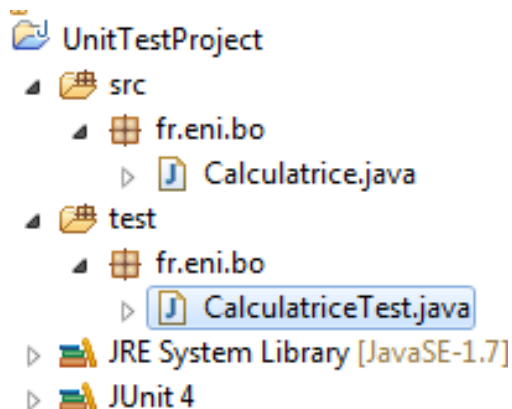 UnitTestProject
src
fr.eni.bo
Calculatrice.java
test
fr.eni.bo
CalculatriceTest.java
JRE System Library [JavaSE-1.7]
JUnit 4